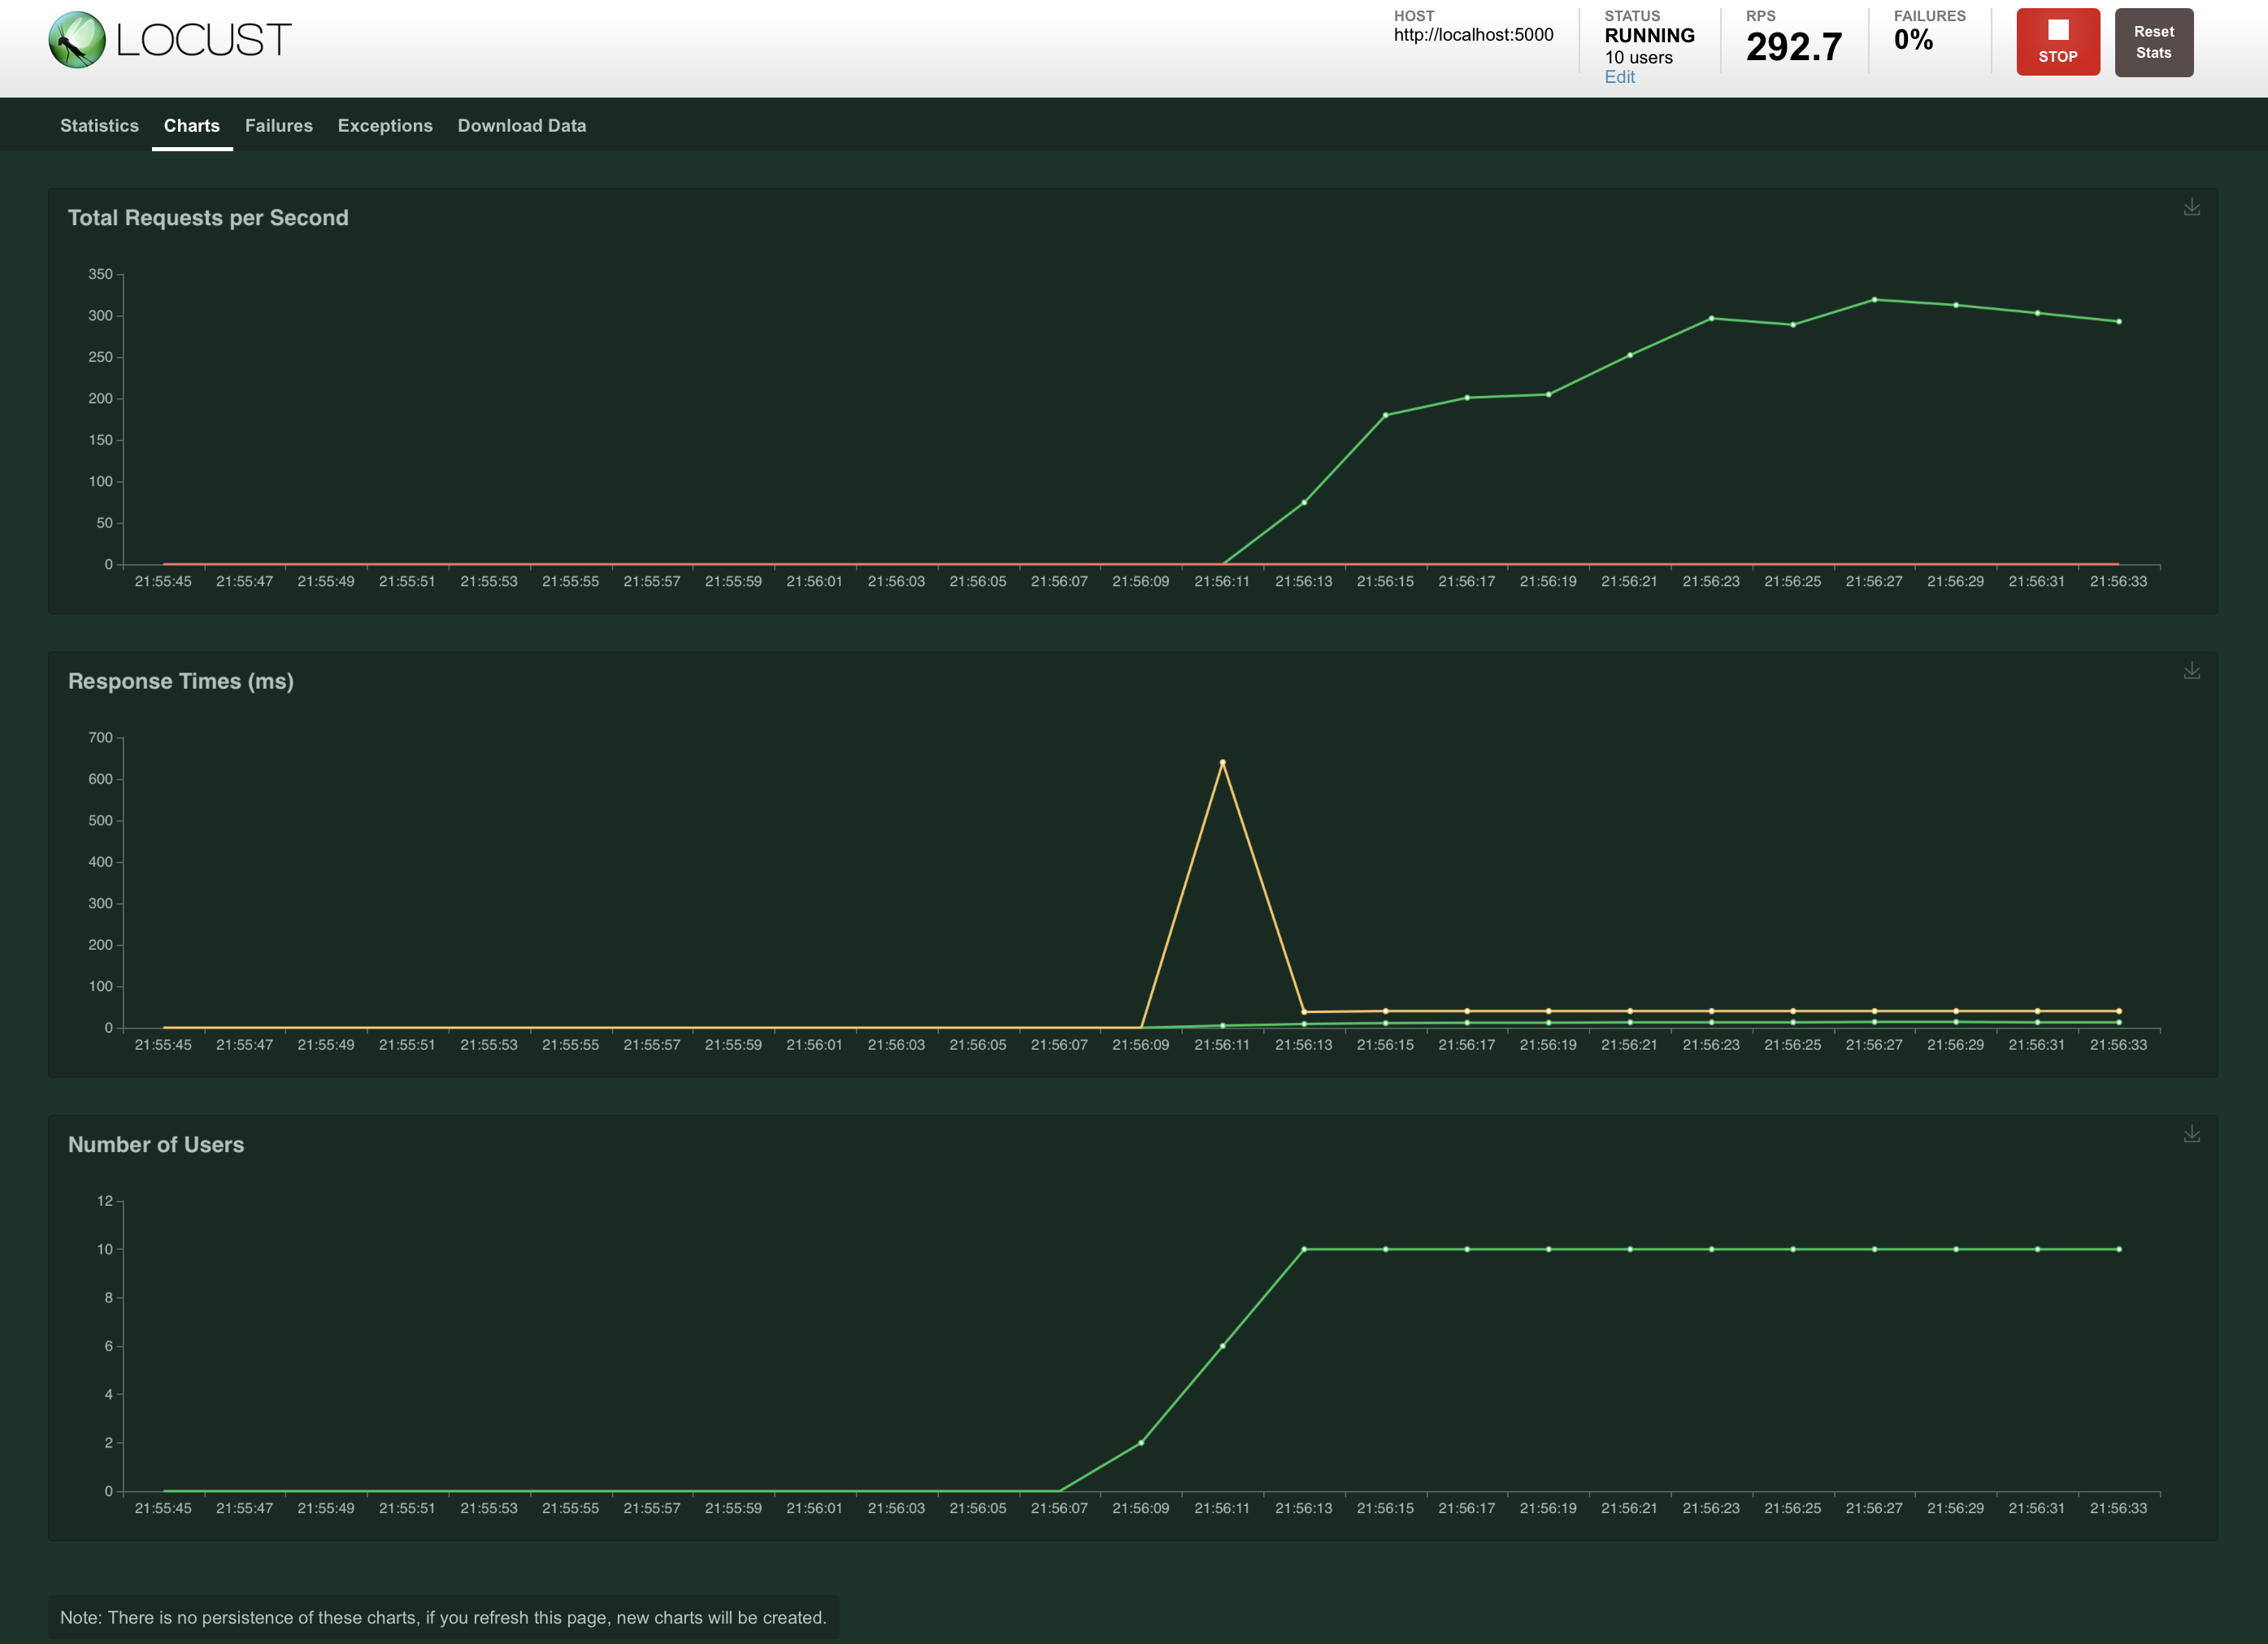 LOCUST
HOST
http://localhost:5000
STATUS
RUNNING
10 users
Edit
RPS
292.7
FAILURES
0%
STOP
Reset
Stats
Statistics Charts Failures Exceptions Download Data
Total Requests per Second
350
300
250
200
150
100
50
0
21:55:45 21:55:47 21:55:49 21:55:51 21:55:53 21:55:55 21:55:57 21:55:59 21:56:01 21:56:03 21:56:05 21:56:07 21:56:09 21:56:11 21:56:13 21:56:15 21:56:17 21:56:19 21:56:21 21:56:23 21:56:25 21:56:27 21:56:29 21:56:31 21:56:33
Response Times (ms)
700
600
500
400
300
200
100
0
21:55:45 21:55:47 21:55:49 21:55:51 21:55:53 21:55:55 21:55:57 21:55:59 21:56:01 21:56:03 21:56:05 21:56:07 21:56:09 21:56:11 21:56:13 21:56:15 21:56:17 21:56:19 21:56:21 21:56:23 21:56:25 21:56:27 21:56:29 21:56:31 21:56:33
Number of Users
12
10
8
6
4
2
0
21:55:45 21:55:47 21:55:49 21:55:51 21:55:53 21:55:55 21:55:57 21:55:59 21:56:01 21:56:03 21:56:05 21:56:07 21:56:09 21:56:11 21:56:13 21:56:15 21:56:17 21:56:19 21:56:21 21:56:23 21:56:25 21:56:27 21:56:29 21:56:31 21:56:33
Note: There is no persistence of these charts, if you refresh this page, new charts will be created.